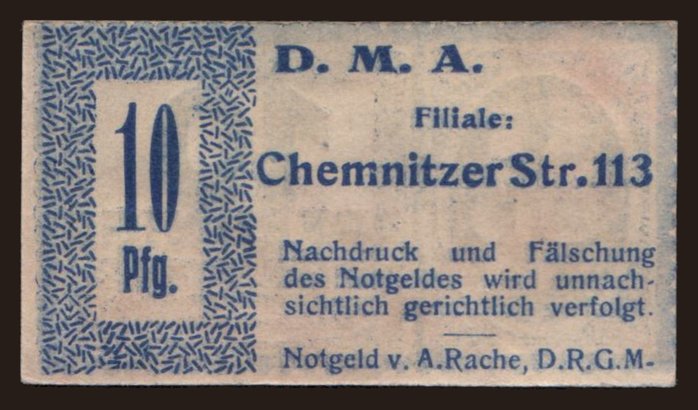 10
Pfg.
D. M. A.
Filiale:
Chemnitzer Str. 113
Nachdruck und Fälschung
des Notgeldes wird unnach-
sichtlich gerichtlich verfolgt.
Notgeld v. A. Rache, D.R.G.M-